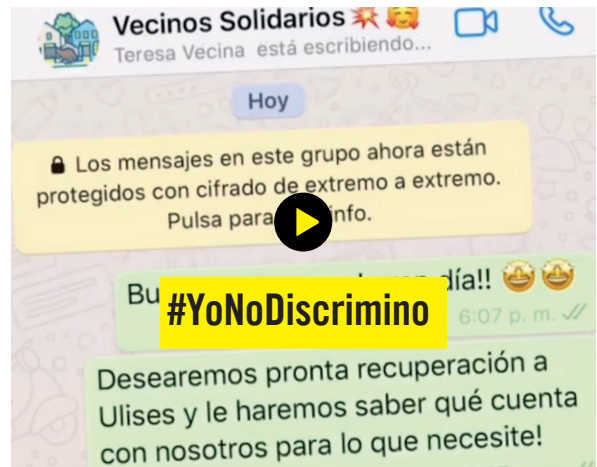 Vecinos Solidarios 💥 🥰
Teresa Vecina está escribiendo...
Hoy
Los mensajes en este grupo ahora están
protegidos con cifrado de extremo a extremo.
Pulsa para info.
día!! 🤩 🤩
#YoNoDiscrimino
6:07 p. m.
Desearemos pronta recuperación a
Ulises y le haremos saber qué cuenta
con nosotros para lo que necesite!